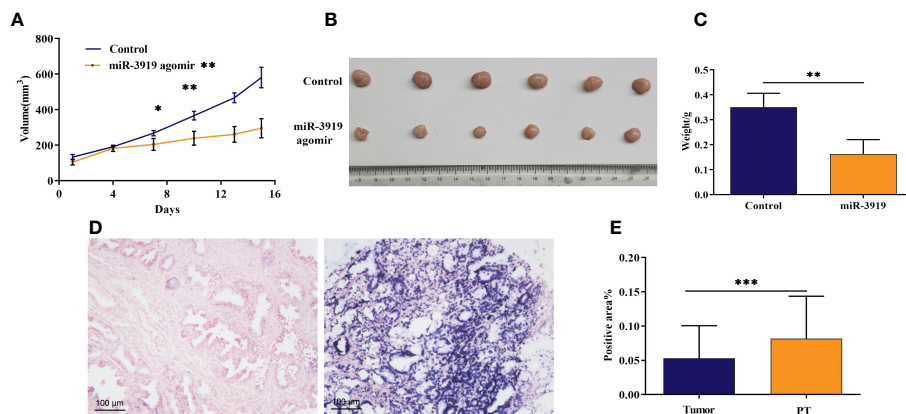 A
Volume(mm3)
800
600
400
200
0
0
4
8
12
16
Days
Control
miR-3919 agomir
**
*
**
B
Control
miR-3919
agomir
C
Weight/g
0.5
0.4
0.3
0.2
0.1
0.0
**
Control
miR-3919
D
100 μm
100 μm
E
Positive area%
0.20
0.15
0.10
0.05
0.00
***
Tumor
PT